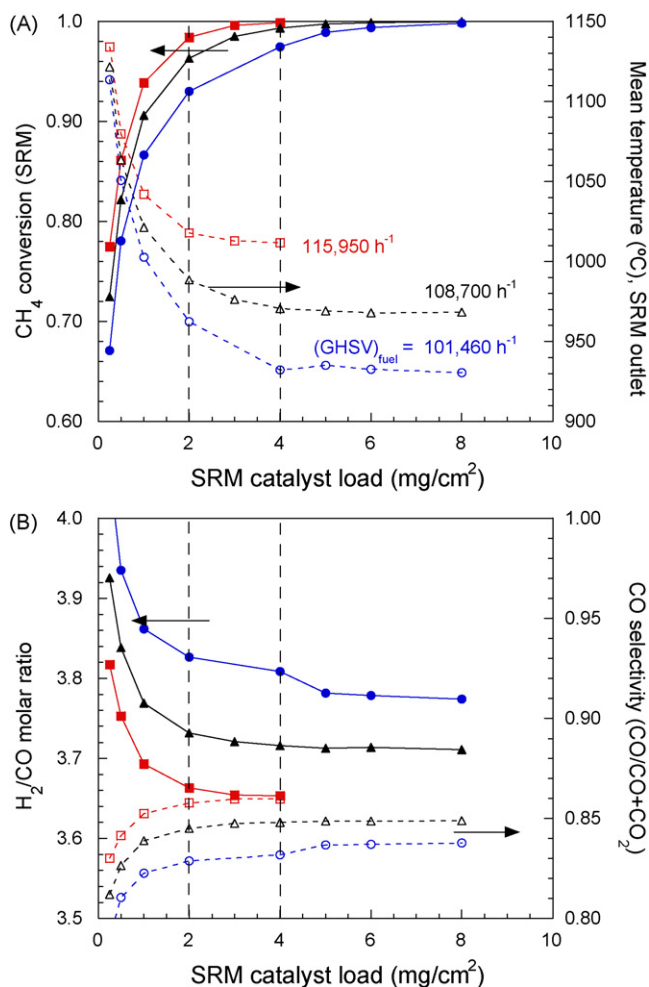 (A)
1.0
0.90
0.80
0.70
0.60
CH4 conversion (SRM)
1150
1100
1050
1000
950
900
Mean temperature (ºC), SRM outlet
115,950 h-1
108,700 h-1
(GHSV)fuel = 101,460 h-1
0 2 4 6 8 10
SRM catalyst load (mg/cm2)
(B)
4.0
3.9
3.8
3.7
3.6
3.5
H2/CO molar ratio
1.00
0.95
0.90
0.85
0.80
CO selectivity (CO/CO+CO2)
0 2 4 6 8 10
SRM catalyst load (mg/cm2)